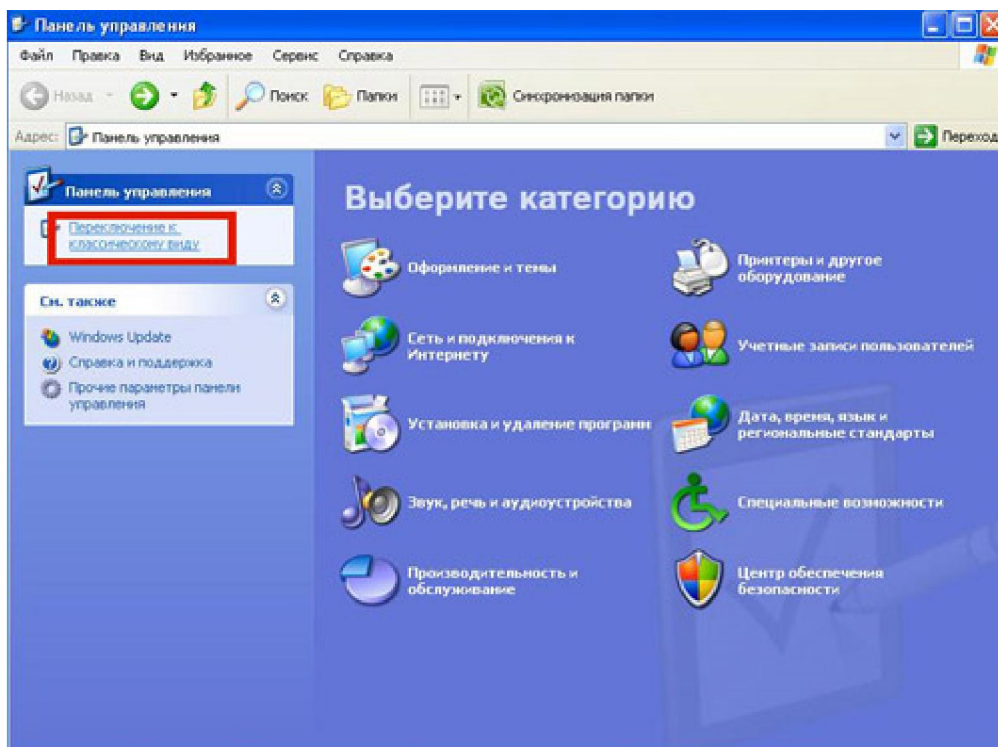 Панель управления
Файл Правка Вид Избранное Сервис Справка
Назад Поиск Папки Синхронизация папки
Адрес: Панель управления Переход
Панель управления
Переключение к
классическому виду
См. также
Windows Update
Справка и поддержка
Прочие параметры панели
управления
Выберите категорию
Оформление и темы
Принтеры и другое
оборудование
Сеть и подключения к
Интернету
Учетные записи пользователей
Установка и удаление программ
Дата, время, язык и
региональные стандарты
Звук, речь и аудиоустройства
Специальные возможности
Производительность и
обслуживание
Центр обеспечения
безопасности